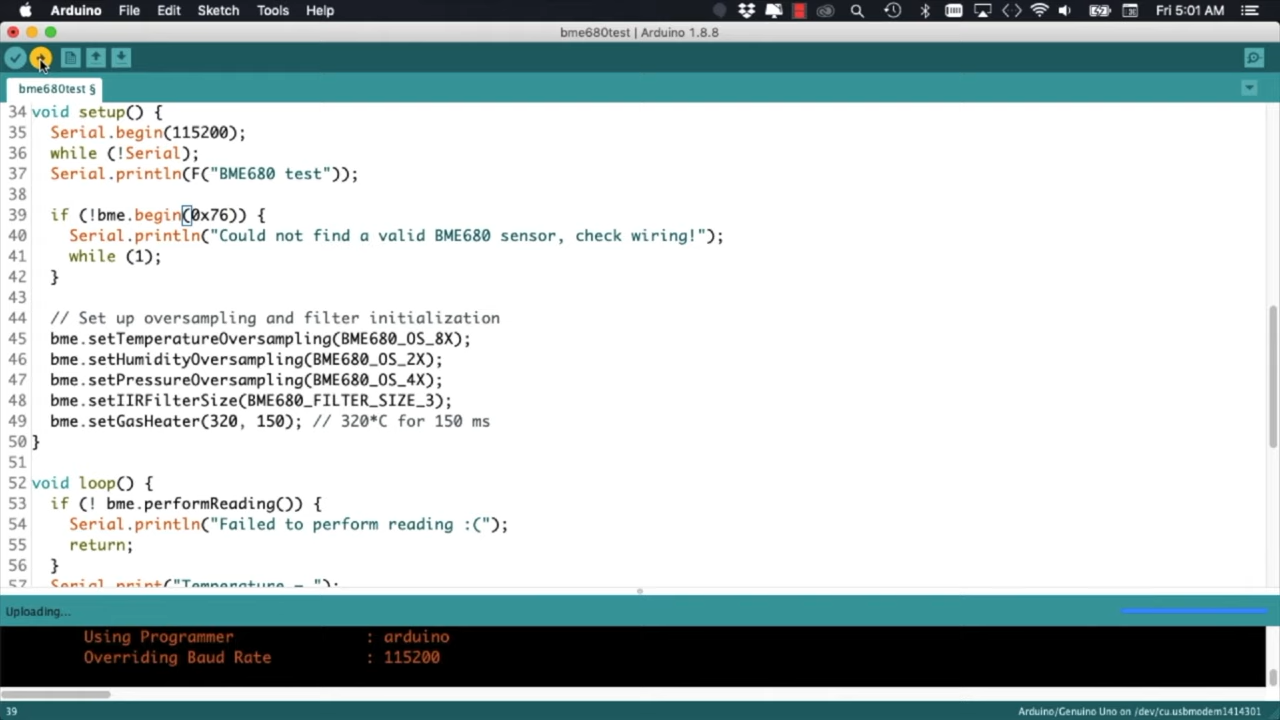 Arduino File Edit Sketch Tools Help Fri 5:01 AM
bme680test | Arduino 1.8.8
bme680test §
34 void setup() {
35 Serial.begin(115200);
36 while (!Serial);
37 Serial.println(F("BME680 test"));
38
39 if (!bme.begin(0x76)) {
40 Serial.println("Could not find a valid BME680 sensor, check wiring!");
41 while (1);
42 }
43
44 // Set up oversampling and filter initialization
45 bme.setTemperatureOversampling(BME680_OS_8X);
46 bme.setHumidityOversampling(BME680_OS_2X);
47 bme.setPressureOversampling(BME680_OS_4X);
48 bme.setIIRFilterSize(BME680_FILTER_SIZE_3);
49 bme.setGasHeater(320, 150); // 320*C for 150 ms
50 }
51
52 void loop() {
53 if (! bme.performReading()) {
54 Serial.println("Failed to perform reading :(");
55 return;
56 }
57 Serial.print("Temperature = ");
Uploading...
Using Programmer : arduino
Overriding Baud Rate : 115200
39 Arduino/Genuino Uno on /dev/cu.usbmodem1414301